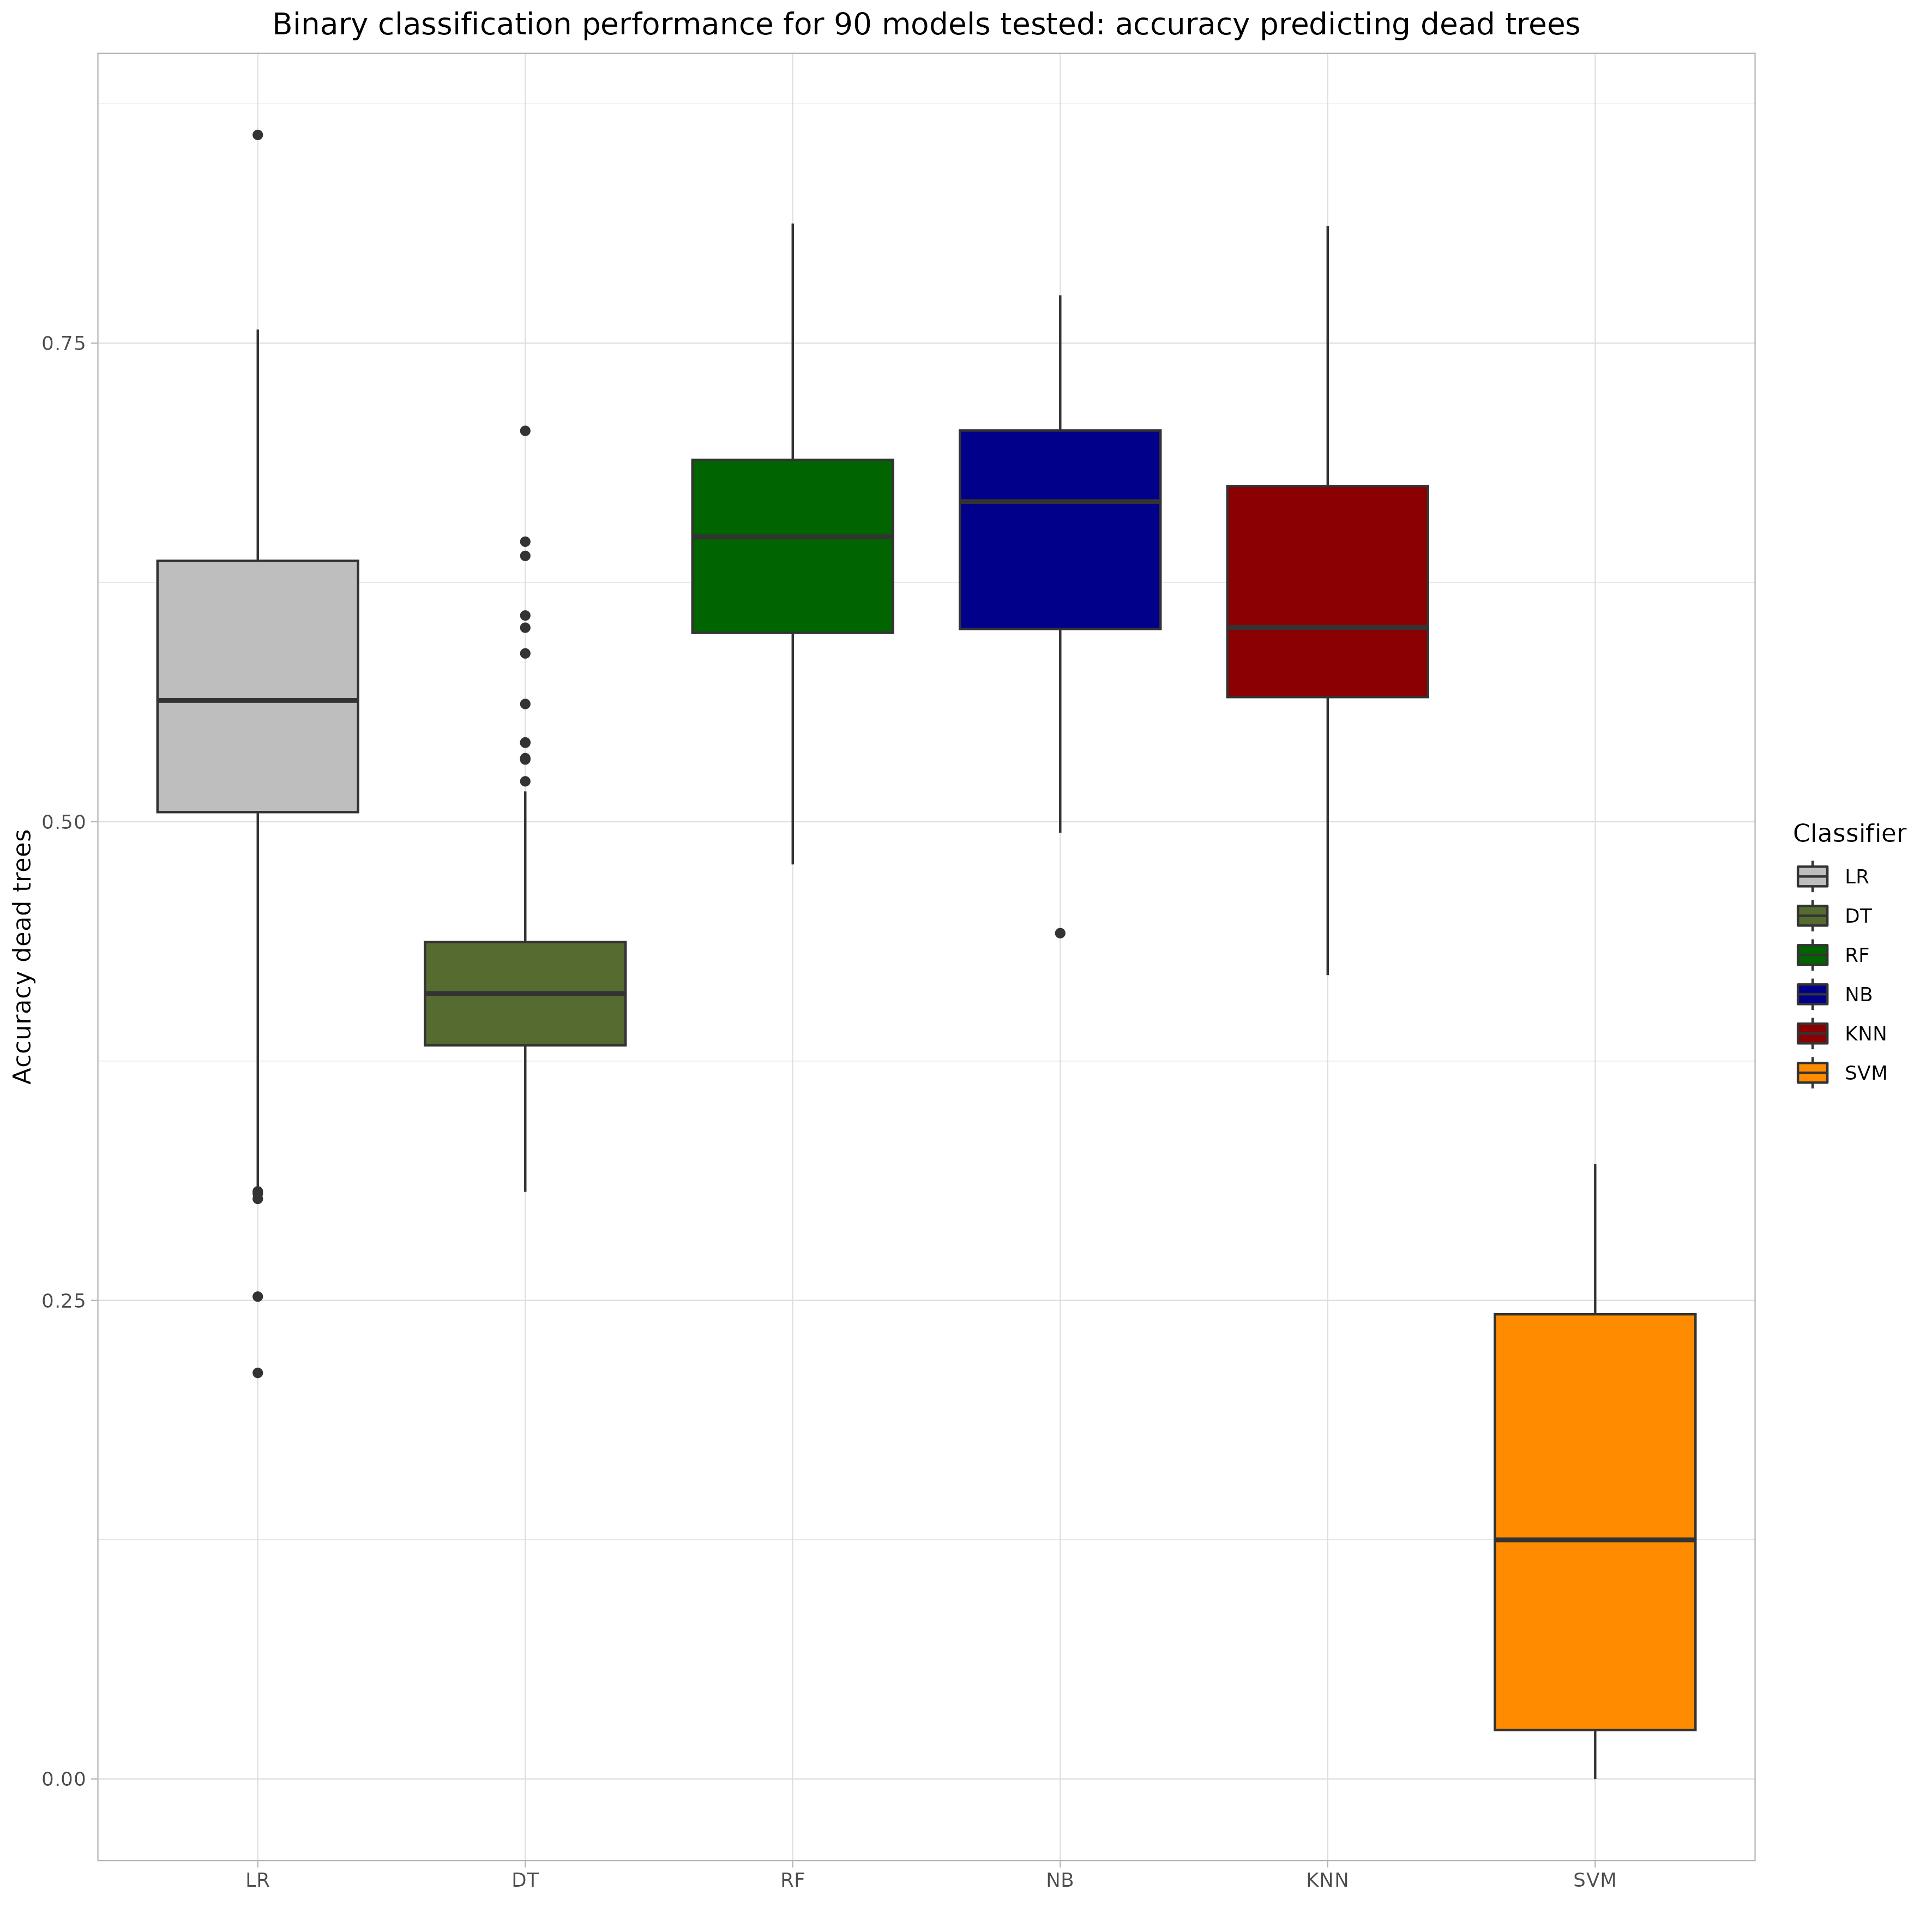 Binary classification performance for 90 models tested: accuracy predicting dead trees
Accuracy dead trees
0.75
0.50
0.25
0.00
LR DT RF NB KNN SVM
Classifier
LR
DT
RF
NB
KNN
SVM